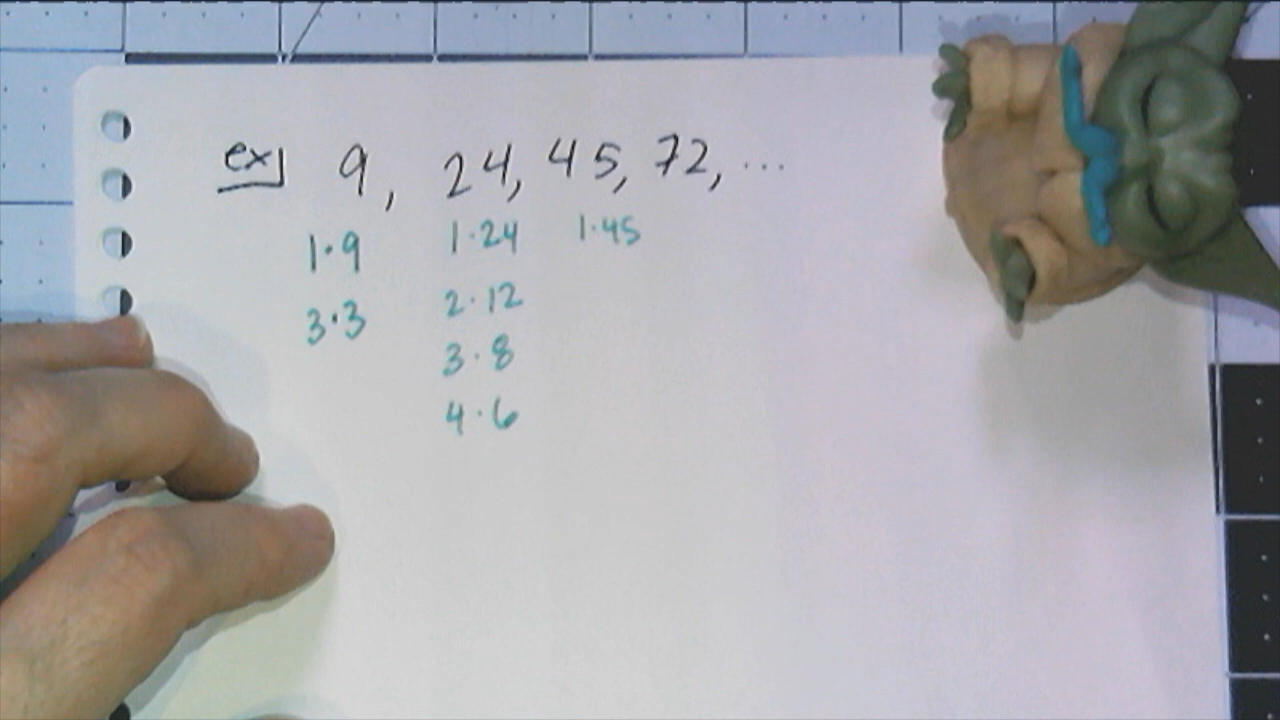 ex] 9, 24, 45, 72, ...
1·9 1·24 1·45
3·3 2·12
3·8
4·6